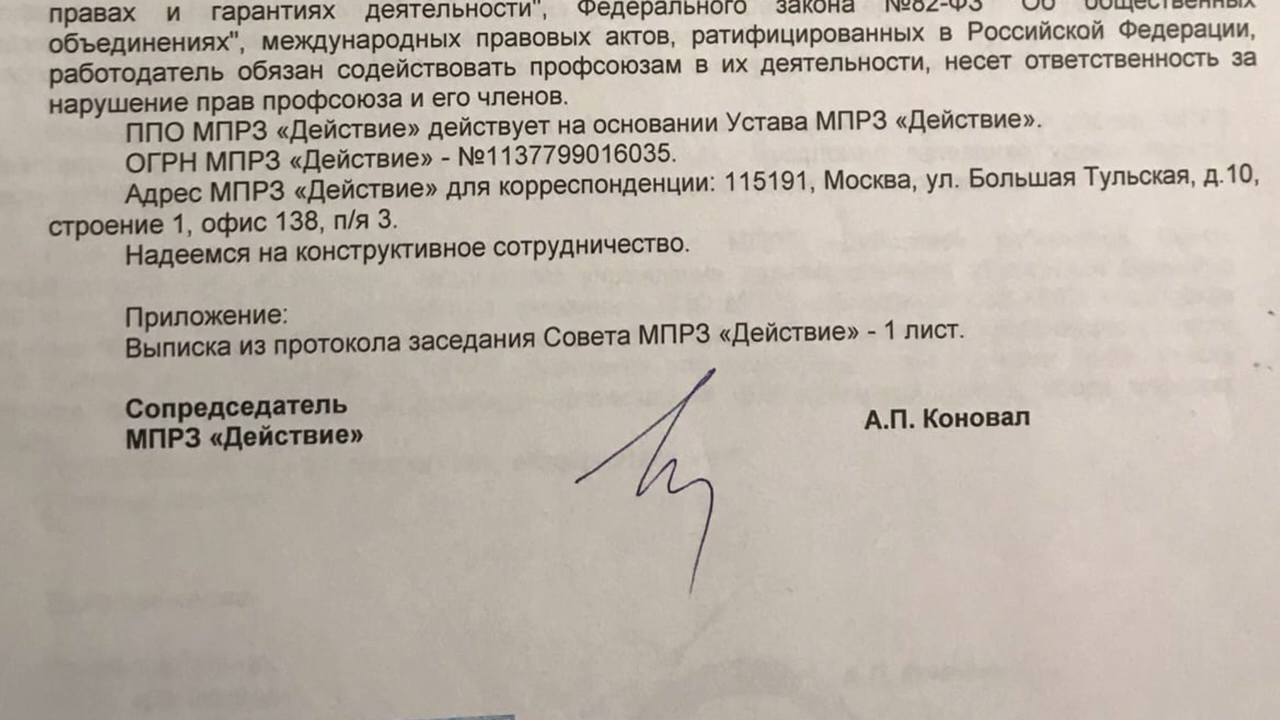 правах и гарантиях деятельности", Федерального закона №82-ФЗ "Об общественных
объединениях", международных правовых актов, ратифицированных в Российской Федерации,
работодатель обязан содействовать профсоюзам в их деятельности, несет ответственность за
нарушение прав профсоюза и его членов.
ППО МПРЗ «Действие» действует на основании Устава МПРЗ «Действие».
ОГРН МПРЗ «Действие» - №1137799016035.
Адрес МПРЗ «Действие» для корреспонденции: 115191, Москва, ул. Большая Тульская, д.10,
строение 1, офис 138, п/я 3.
Надеемся на конструктивное сотрудничество.
Приложение:
Выписка из протокола заседания Совета МПРЗ «Действие» - 1 лист.
Сопредседатель
МПРЗ «Действие»
А.П. Коновал